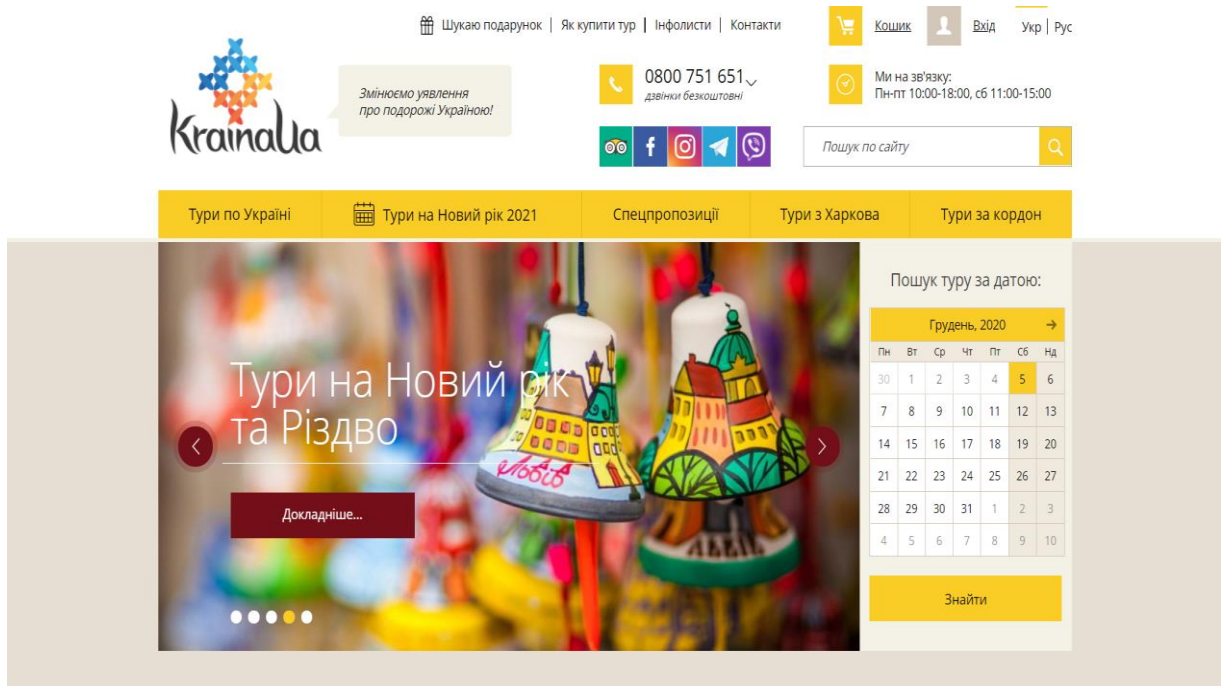 Шукаю подарунок | Як купити тур | Інфолисти | Контакти
Кошик
Вхід
Укр | Рус
KrainaUa
Змінюємо уявлення
про подорожі Україною!
0800 751 651
дзвінки безкоштовні
Ми на зв'язку:
Пн-пт 10:00-18:00, сб 11:00-15:00
Пошук по сайту
Тури по Україні
Тури на Новий рік 2021
Спецпропозиції
Тури з Харкова
Тури за кордон
Тури на Новий рік
та Різдво
Докладніше...
Львів
Пошук туру за датою:
Грудень, 2020
Пн Вт Ср Чт Пт Сб Нд
30 1 2 3 4 5 6
7 8 9 10 11 12 13
14 15 16 17 18 19 20
21 22 23 24 25 26 27
28 29 30 31 1 2 3
4 5 6 7 8 9 10
Знайти